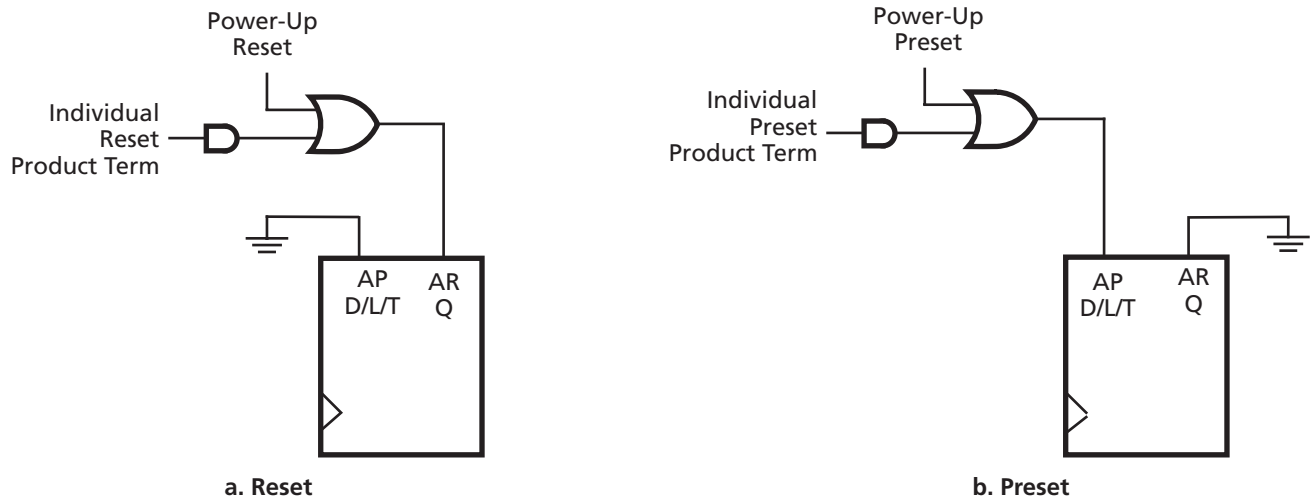 Power-Up
Reset
Individual
Reset
Product Term
AP
AR
D/L/T
Q
a. Reset
Power-Up
Preset
Individual
Preset
Product Term
AP
AR
D/L/T
Q
b. Preset